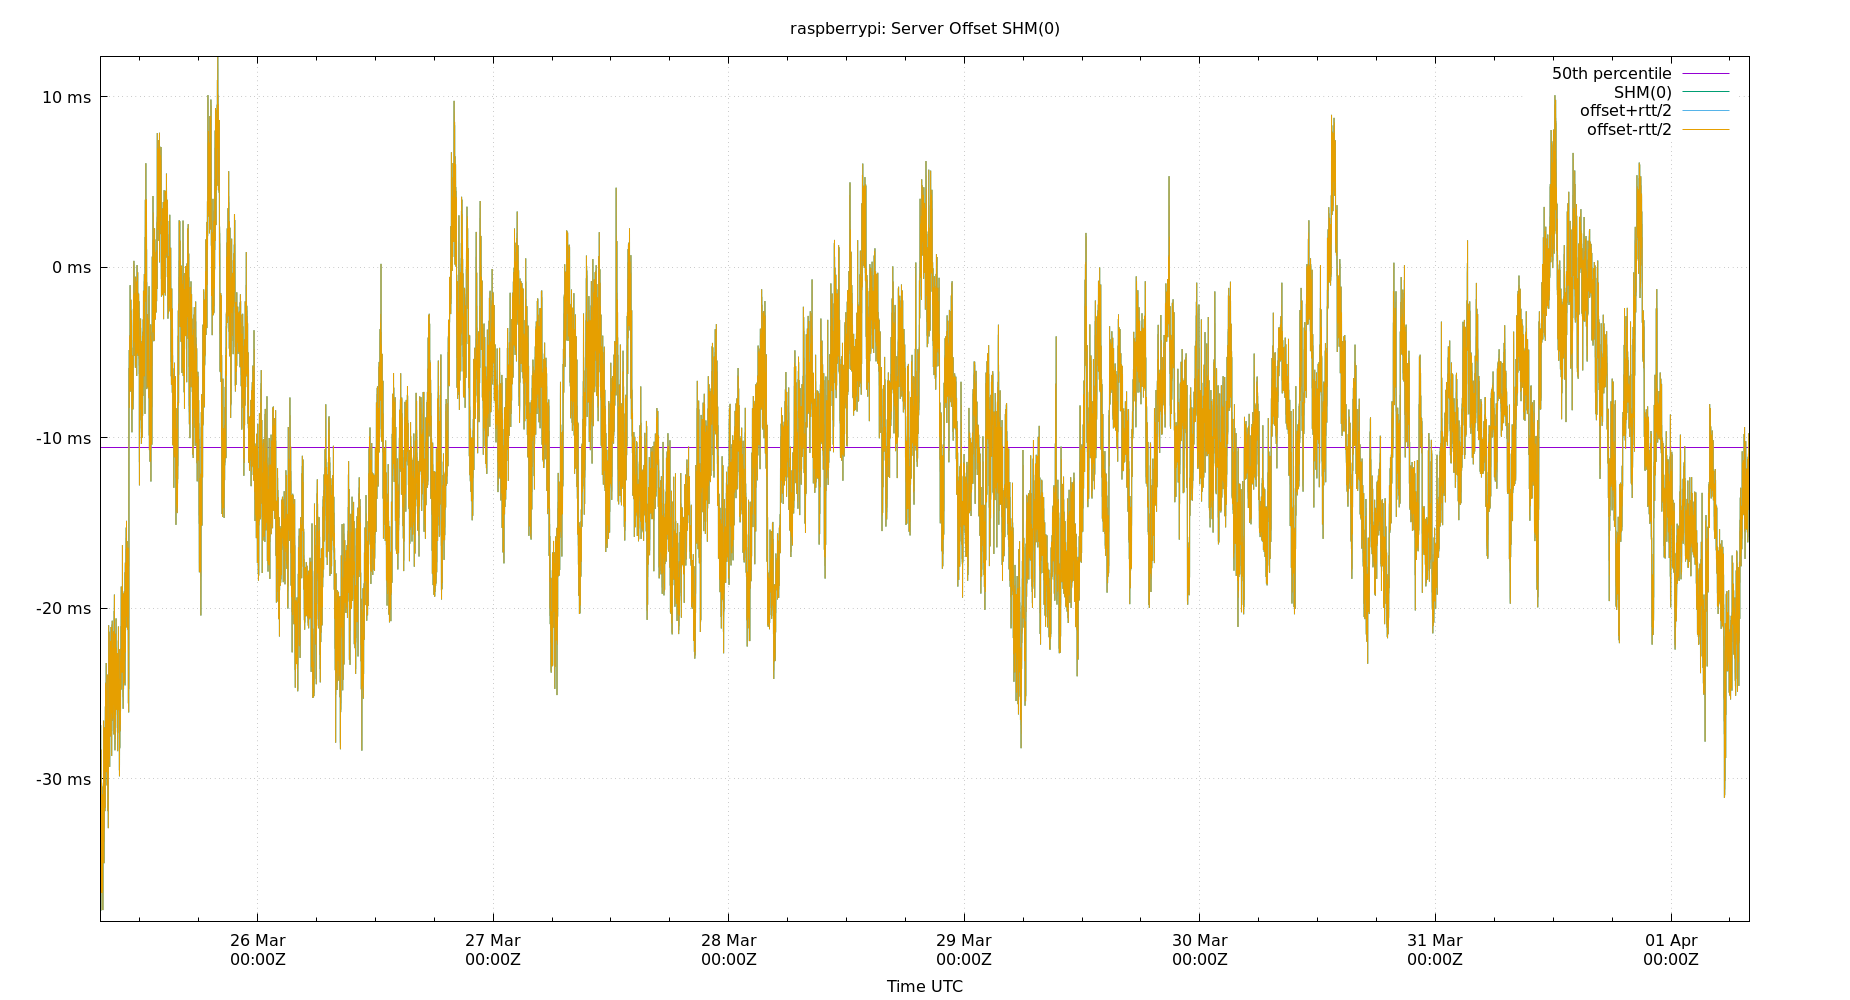 raspberrypi: Server Offset SHM(0)
50th percentile
SHM(0)
offset+rtt/2
offset-rtt/2
10 ms
0 ms
-10 ms
-20 ms
-30 ms
26 Mar 27 Mar 28 Mar 29 Mar 30 Mar 31 Mar 01 Apr
00:00Z 00:00Z 00:00Z 00:00Z 00:00Z 00:00Z 00:00Z
Time UTC